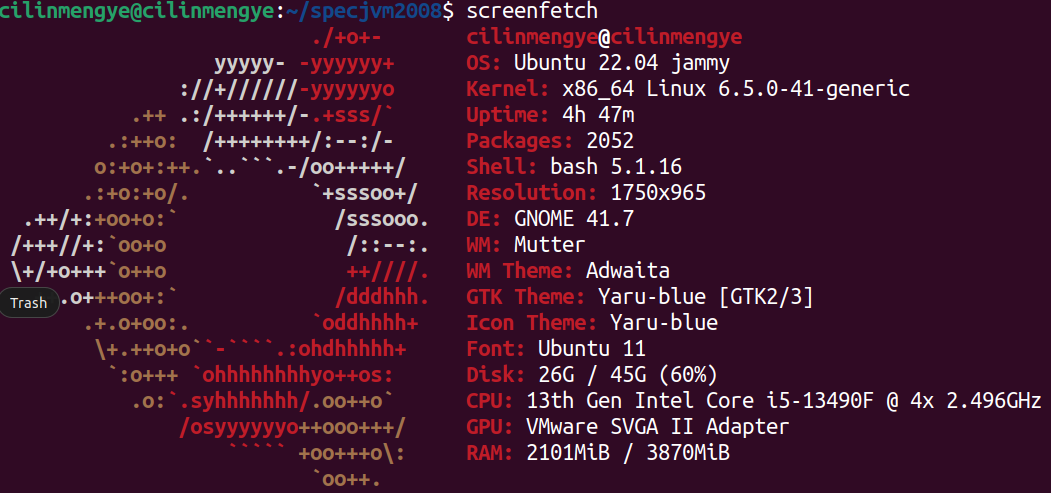 cilinmengye@cilinmengye:~/specjvm2008$ screenfetch
./+o+- cilinmengye@cilinmengye
yyyyy- -yyyyyy+ OS: Ubuntu 22.04 jammy
://+//////-yyyyyyo Kernel: x86_64 Linux 6.5.0-41-generic
.++ .:/++++++/-.+sss/` Uptime: 4h 47m
.:++o: /++++++++/:--:/- Packages: 2052
o:+o+:++.`..```.-/oo+++++/ Shell: bash 5.1.16
.:+o:+o/. `+sssoo+/ Resolution: 1750x965
.++/+:+oo+o:` /sssooo. DE: GNOME 41.7
/+++//+:`oo+o /::--:. WM: Mutter
\+/+o+++`o++o ++////. WM Theme: Adwaita
Trash .o+++oo+:` /dddhhh. GTK Theme: Yaru-blue [GTK2/3]
.+.o+oo:. `oddhhhh+ Icon Theme: Yaru-blue
\+.++o+o``-````.:ohdhhhhh+ Font: Ubuntu 11
`:o+++ `ohhhhhhhhyo++os: Disk: 26G / 45G (60%)
.o:`.syhhhhhhh/.oo++o` CPU: 13th Gen Intel Core i5-13490F @ 4x 2.496GHz
/osyyyyyyo++ooo+++/ GPU: VMware SVGA II Adapter
````` +oo+++o\: RAM: 2101MiB / 3870MiB
`oo++.